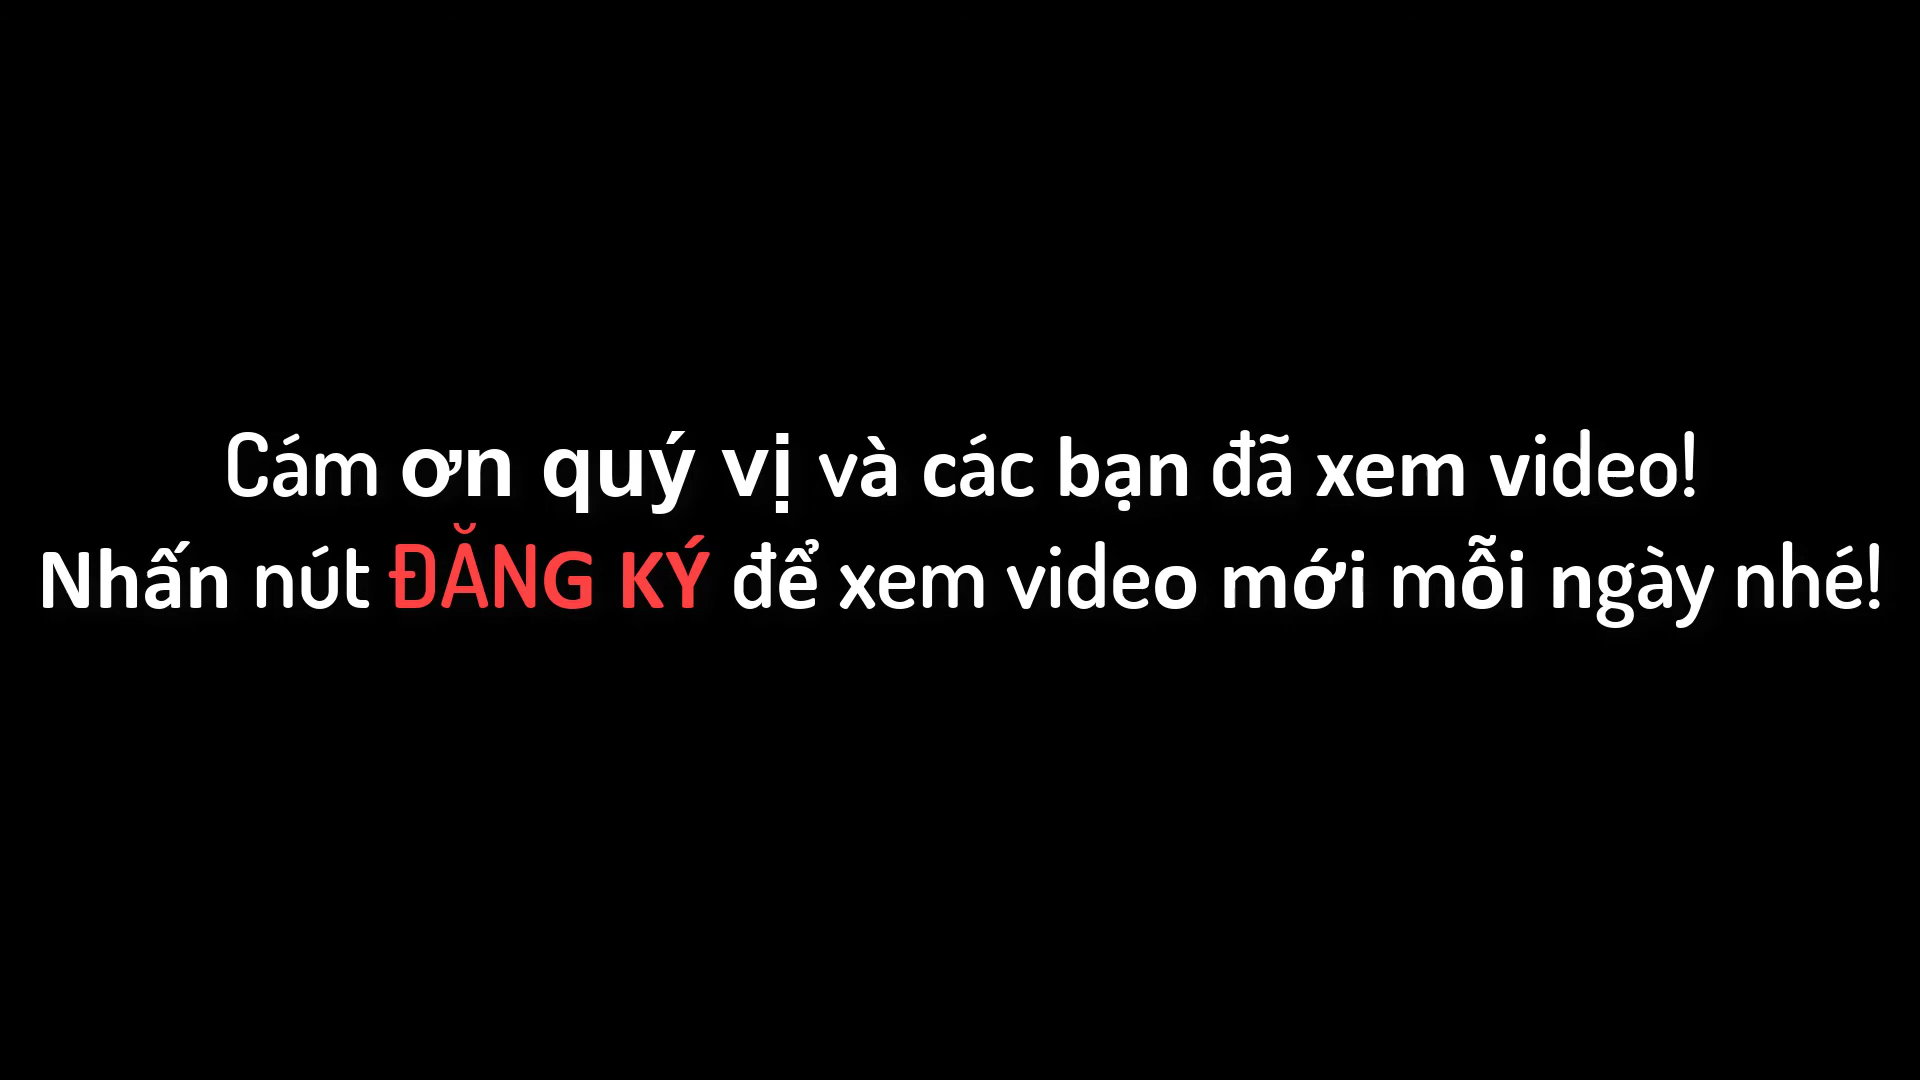 Cám ơn quý vị và các bạn đã xem video!
Nhấn nút ĐĂNG KÝ để xem video mới mỗi ngày nhé!